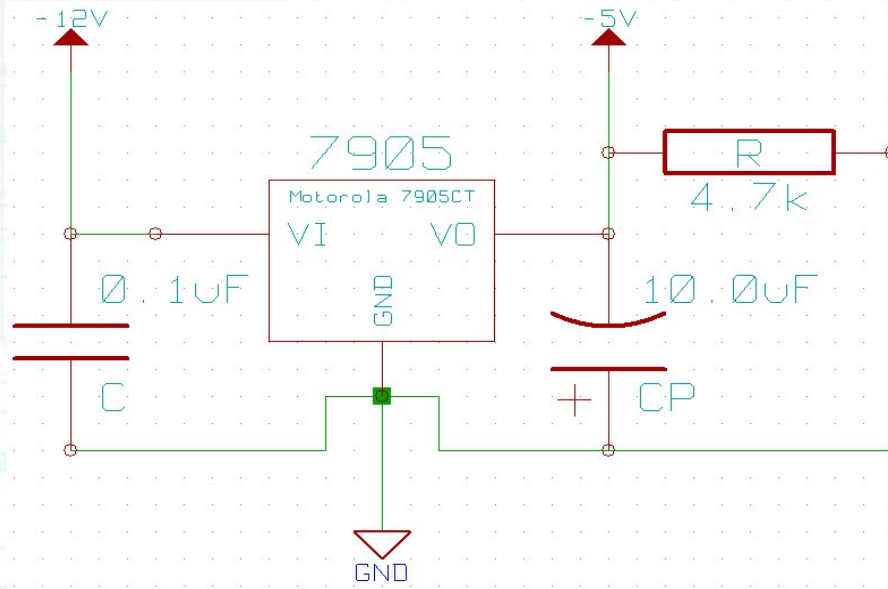 -12V
-5V
7905
R
Motorola 7905CT
4.7k
VI
VO
0.1uF
GND
10.0uF
C
+
CP
GND